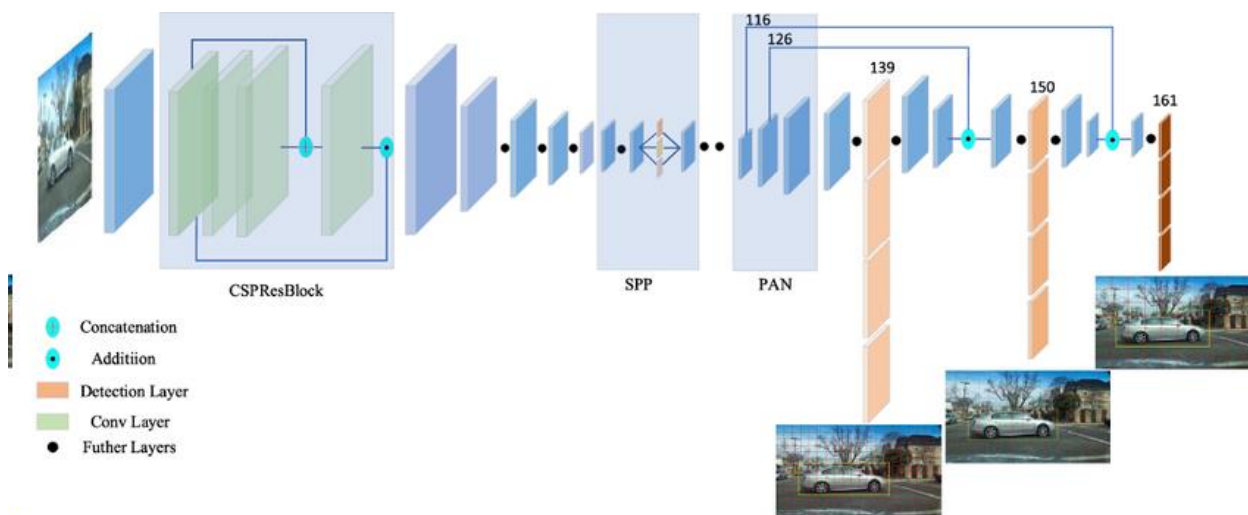 116
126
139
150
161
CSPResBlock
SPP
PAN
Concatenation
Additiion
Detection Layer
Conv Layer
Futher Layers